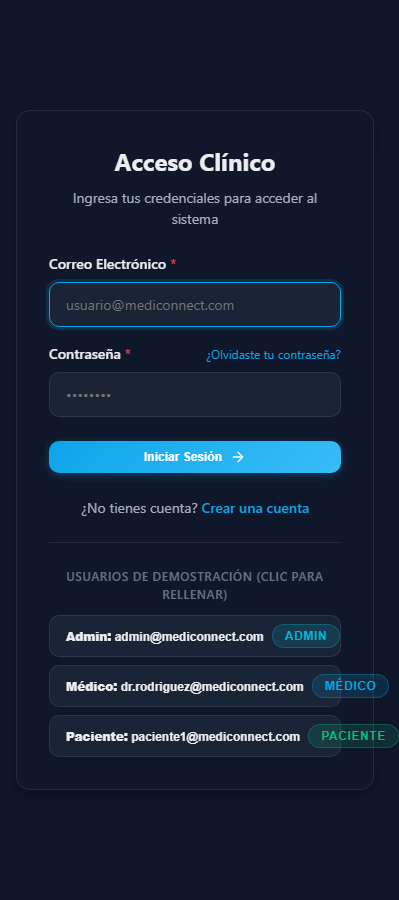 Acceso Clínico
Ingresa tus credenciales para acceder al
sistema
Correo Electrónico *
usuario@mediconnect.com
Contraseña * ¿Olvidaste tu contraseña?
••••••••
Iniciar Sesión →
¿No tienes cuenta? Crear una cuenta
USUARIOS DE DEMOSTRACIÓN (CLIC PARA
RELLENAR)
Admin: admin@mediconnect.com ADMIN
Médico: dr.rodriguez@mediconnect.com MÉDICO
Paciente: paciente1@mediconnect.com PACIENTE